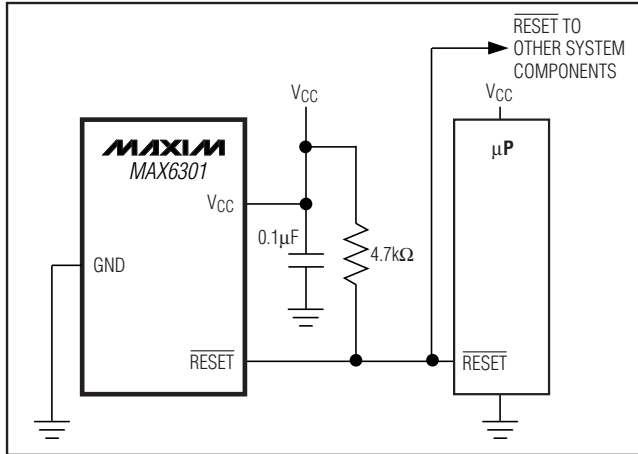 RESET TO
OTHER SYSTEM
COMPONENTS
VCC
VCC
MAXIM
MAX6301
µP
VCC
0.1µF
4.7kΩ
GND
RESET
RESET